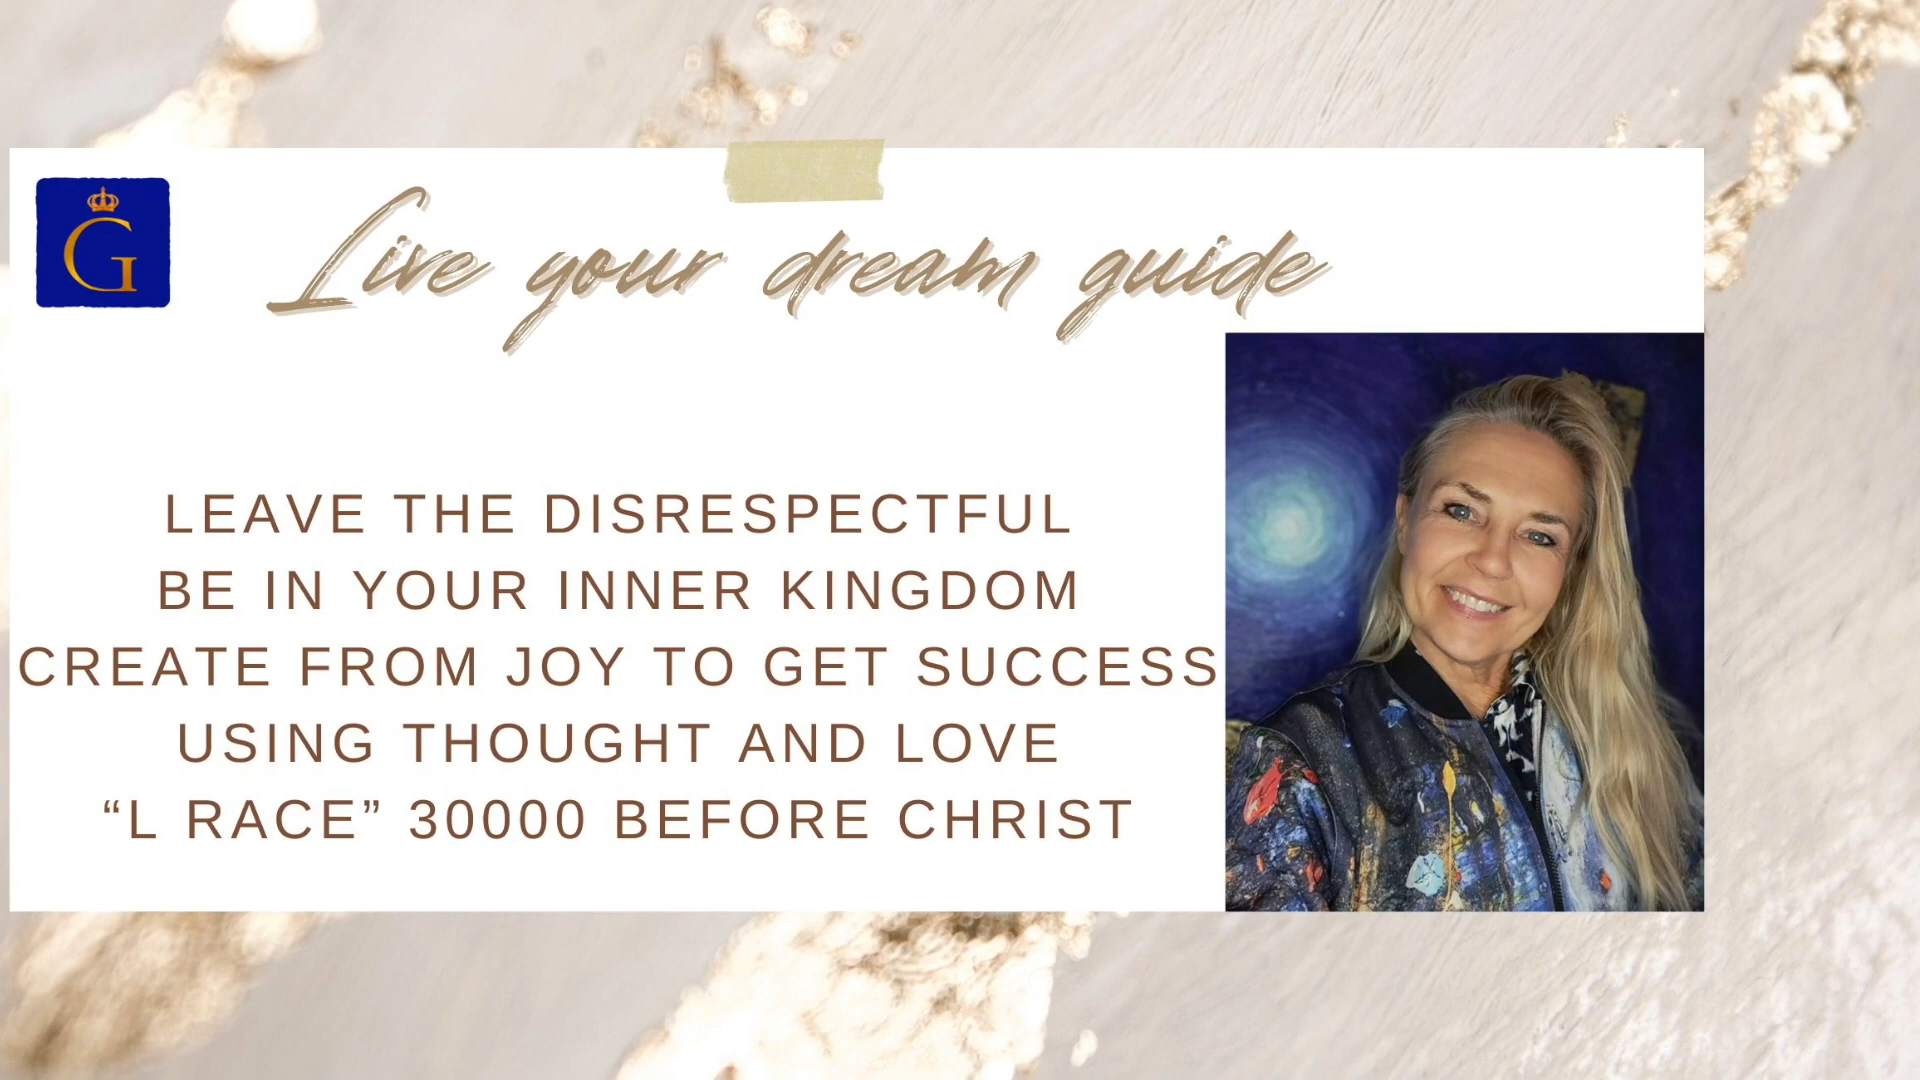 G
Live your dream guide
LEAVE THE DISRESPECTFUL
BE IN YOUR INNER KINGDOM
CREATE FROM JOY TO GET SUCCESS
USING THOUGHT AND LOVE
“L RACE” 30000 BEFORE CHRIST